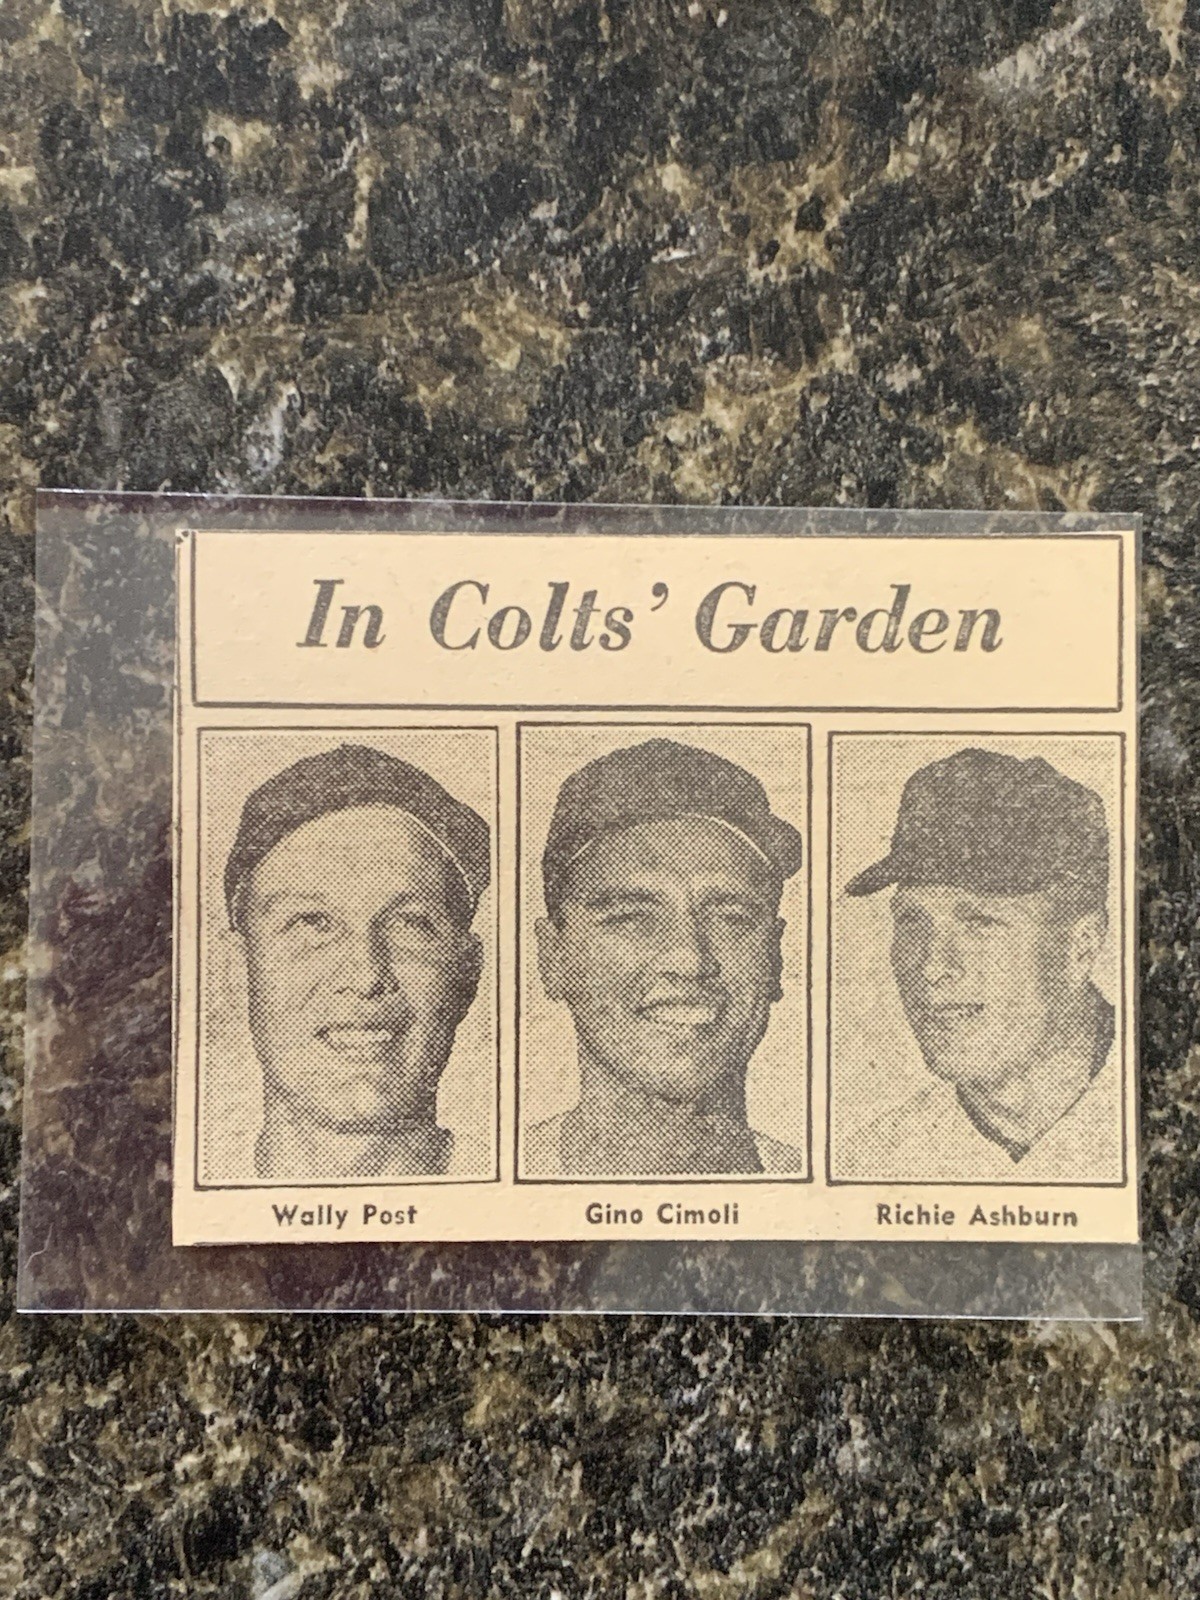 In Colts’ Garden
Wally Post
Gino Cimoli
Richie Ashburn